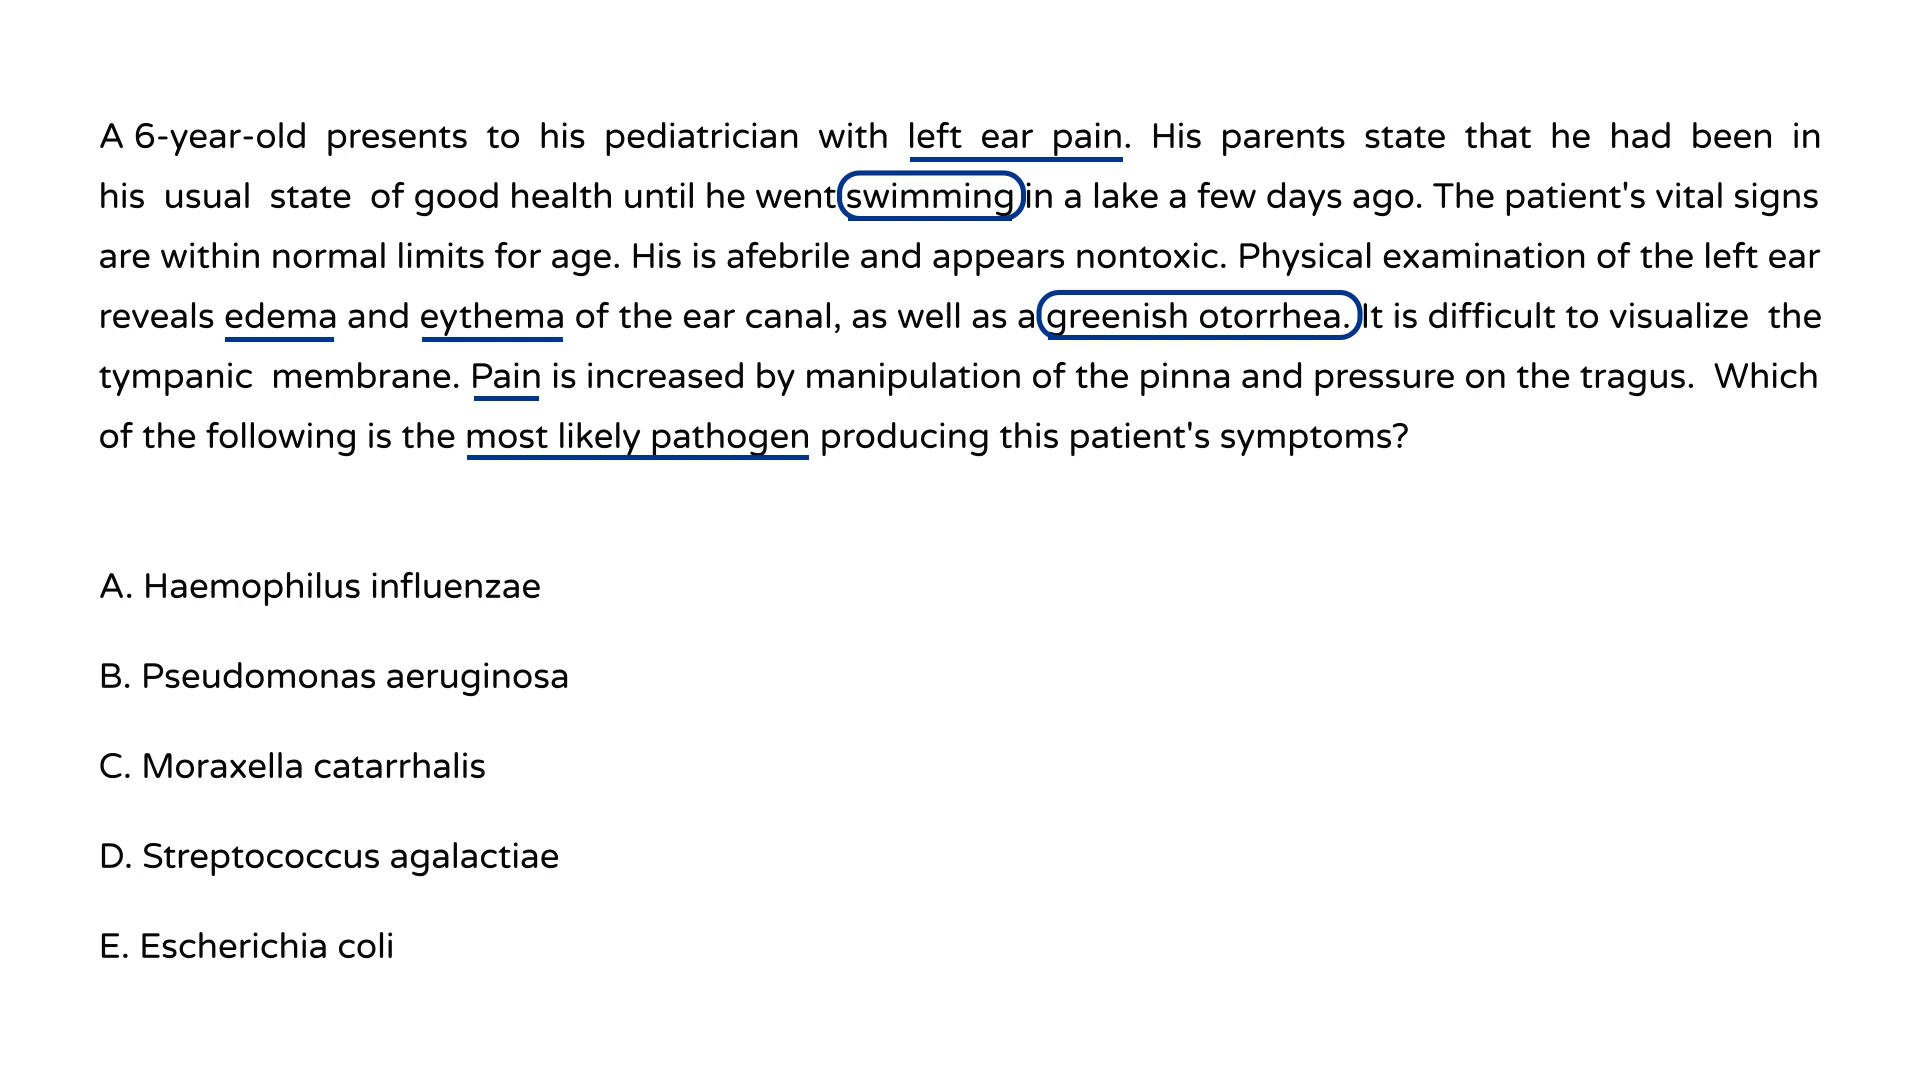 A 6-year-old presents to his pediatrician with left ear pain. His parents state that he had been in
his usual state of good health until he went swimming in a lake a few days ago. The patient's vital signs
are within normal limits for age. His is afebrile and appears nontoxic. Physical examination of the left ear
reveals edema and eythema of the ear canal, as well as a greenish otorrhea. It is difficult to visualize the
tympanic membrane. Pain is increased by manipulation of the pinna and pressure on the tragus. Which
of the following is the most likely pathogen producing this patient's symptoms?
A. Haemophilus influenzae
B. Pseudomonas aeruginosa
C. Moraxella catarrhalis
D. Streptococcus agalactiae
E. Escherichia coli